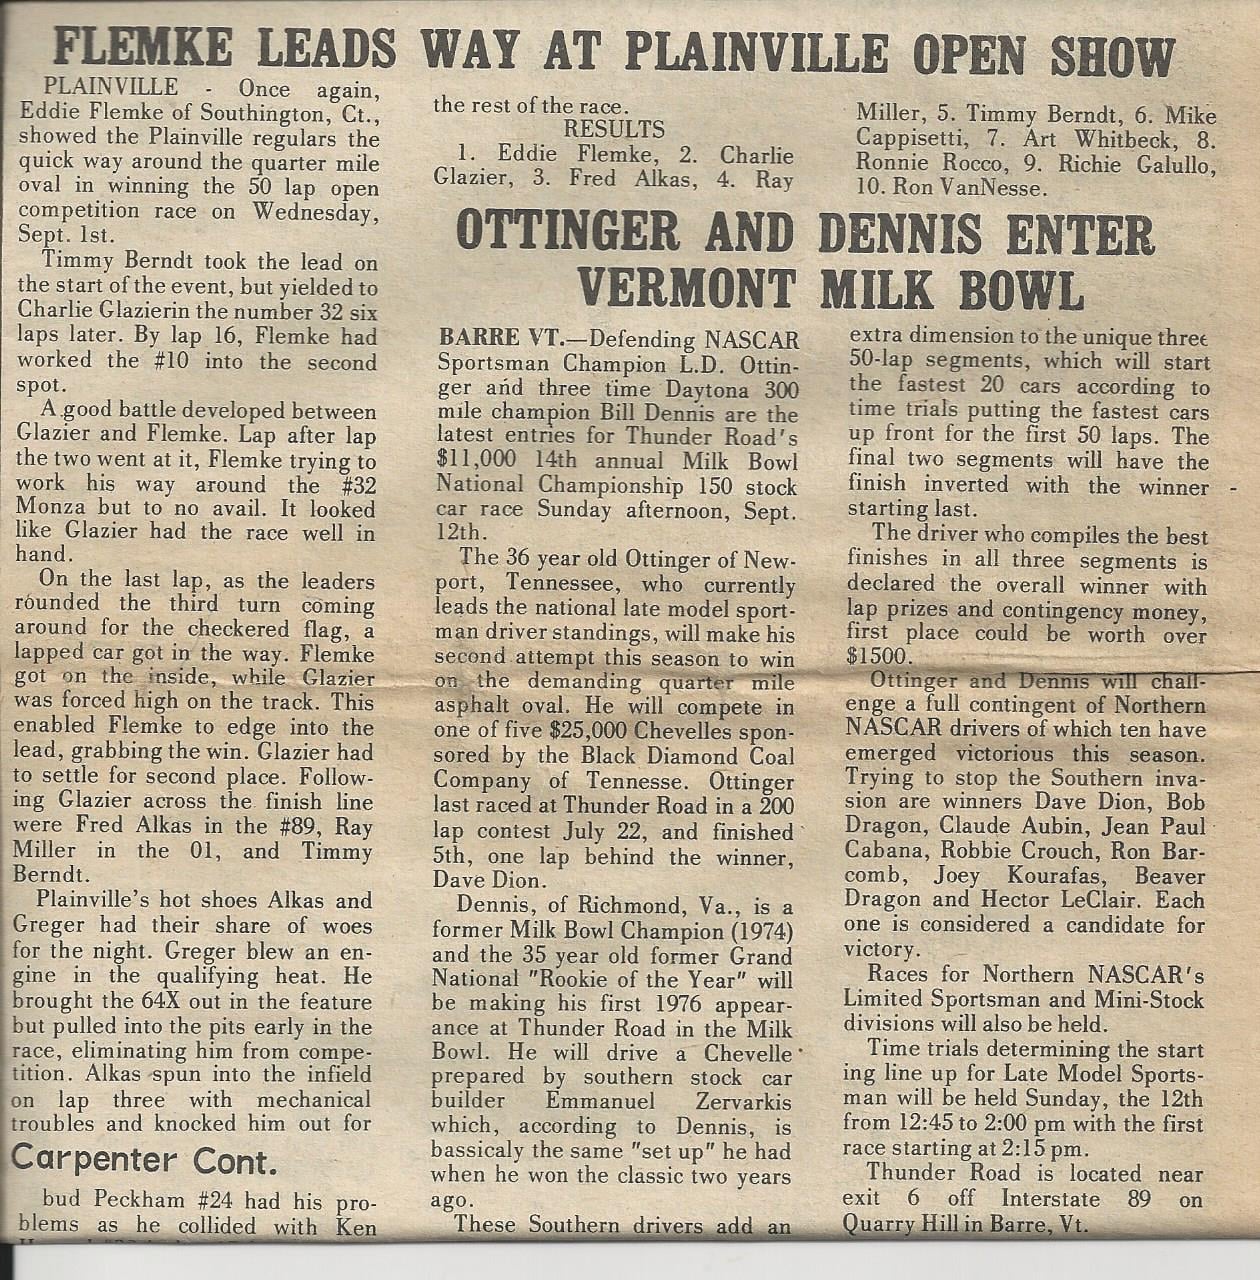 FLEMKE LEADS WAY AT PLAINVILLE OPEN SHOW
PLAINVILLE - Once again,
Eddie Flemke of Southington, Ct.,
showed the Plainville regulars the
quick way around the quarter mile
oval in winning the 50 lap open
competition race on Wednesday,
Sept. 1st.
Timmy Berndt took the lead on
the start of the event, but yielded to
Charlie Glazierin the number 32 six
laps later. By lap 16, Flemke had
worked the #10 into the second
spot.
A good battle developed between
Glazier and Flemke. Lap after lap
the two went at it, Flemke trying to
work his way around the #32
Monza but to no avail. It looked
like Glazier had the race well in
hand.
On the last lap, as the leaders
rounded the third turn coming
around for the checkered flag, a
lapped car got in the way. Flemke
got on the inside, while Glazier
was forced high on the track. This
enabled Flemke to edge into the
lead, grabbing the win. Glazier had
to settle for second place. Follow-
ing Glazier across the finish line
were Fred Alkas in the #89, Ray
Miller in the 01, and Timmy
Berndt.
Plainville's hot shoes Alkas and
Greger had their share of woes
for the night. Greger blew an en-
gine in the qualifying heat. He
brought the 64X out in the feature
but pulled into the pits early in the
race, eliminating him from compe-
tition. Alkas spun into the infield
on lap three with mechanical
troubles and knocked him out for
the rest of the race.
RESULTS
1. Eddie Flemke, 2. Charlie
Glazier, 3. Fred Alkas, 4. Ray
Miller, 5. Timmy Berndt, 6. Mike
Cappisetti, 7. Art Whitbeck, 8.
Ronnie Rocco, 9. Richie Galullo,
10. Ron VanNesse.
Carpenter Cont.
bud Peckham #24 had his pro-
blems as he collided with Ken
OTTINGER AND DENNIS ENTER
VERMONT MILK BOWL
BARRE VT.—Defending NASCAR
Sportsman Champion L.D. Ottin-
ger and three time Daytona 300
mile champion Bill Dennis are the
latest entries for Thunder Road's
$11,000 14th annual Milk Bowl
National Championship 150 stock
car race Sunday afternoon, Sept.
12th.
The 36 year old Ottinger of New-
port, Tennessee, who currently
leads the national late model sport-
man driver standings, will make his
second attempt this season to win
on the demanding quarter mile
asphalt oval. He will compete in
one of five $25,000 Chevelles spon-
sored by the Black Diamond Coal
Company of Tennesse. Ottinger
last raced at Thunder Road in a 200
lap contest July 22, and finished
5th, one lap behind the winner,
Dave Dion.
Dennis, of Richmond, Va., is a
former Milk Bowl Champion (1974)
and the 35 year old former Grand
National "Rookie of the Year" will
be making his first 1976 appear-
ance at Thunder Road in the Milk
Bowl. He will drive a Chevelle
prepared by southern stock car
builder Emmanuel Zervarkis
which, according to Dennis, is
bassicaly the same "set up" he had
when he won the classic two years
ago.
These Southern drivers add an
extra dimension to the unique three
50-lap segments, which will start
the fastest 20 cars according to
time trials putting the fastest cars
up front for the first 50 laps. The
final two segments will have the
finish inverted with the winner -
starting last.
The driver who compiles the best
finishes in all three segments is
declared the overall winner with
lap prizes and contingency money,
first place could be worth over
$1500.
Ottinger and Dennis will chall-
enge a full contingent of Northern
NASCAR drivers of which ten have
emerged victorious this season.
Trying to stop the Southern inva-
sion are winners Dave Dion, Bob
Dragon, Claude Aubin, Jean Paul
Cabana, Robbie Crouch, Ron Bar-
comb, Joey Kourafas, Beaver
Dragon and Hector LeClair. Each
one is considered a candidate for
victory.
Races for Northern NASCAR's
Limited Sportsman and Mini-Stock
divisions will also be held.
Time trials determining the start
ing line up for Late Model Sports-
man will be held Sunday, the 12th
from 12:45 to 2:00 pm with the first
race starting at 2:15 pm.
Thunder Road is located near
exit 6 off Interstate 89 on
Quarry Hill in Barre, Vt.